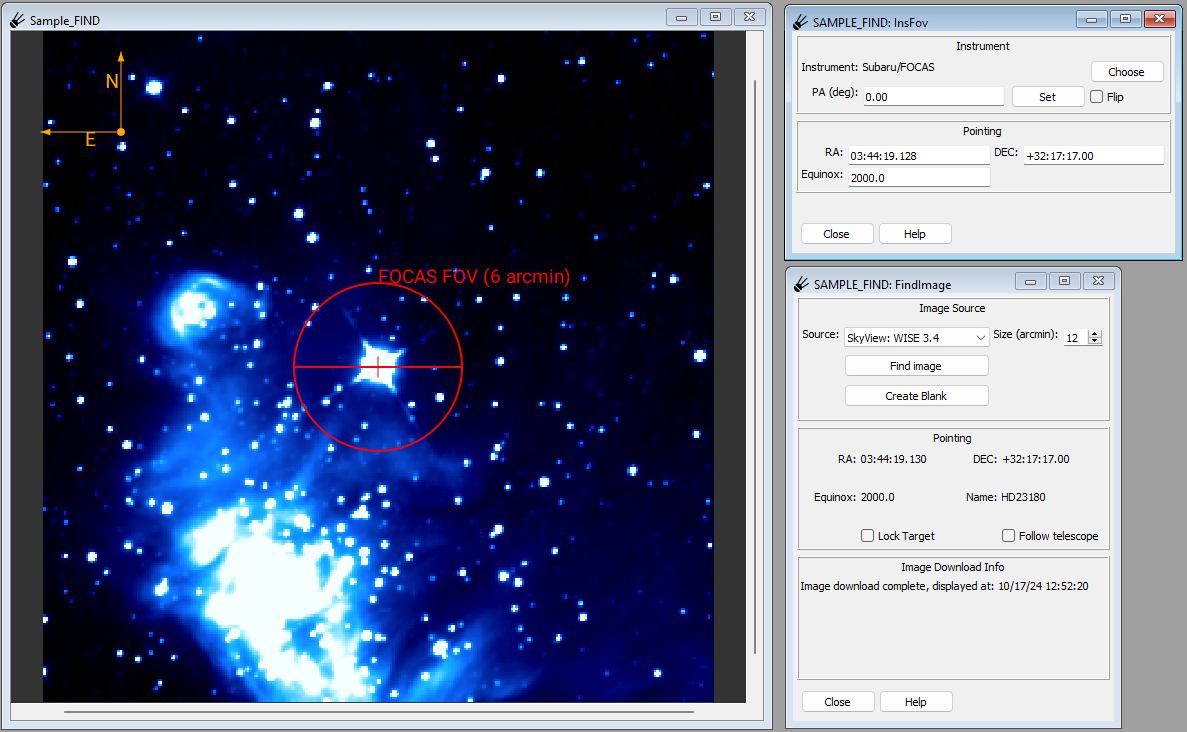 Sample_FIND
N
E
FOCAS FOV (6 arcmin)
SAMPLE_FIND: InsFov
Instrument
Instrument: Subaru/FOCAS
Choose
PA (deg): 0.00
Set
Flip
Pointing
RA: 03:44:19.128
DEC: +32:17:17.00
Equinox: 2000.0
Close
Help
SAMPLE_FIND: FindImage
Image Source
Source: SkyView: WISE 3.4
Size (arcmin): 12
Find image
Create Blank
Pointing
RA: 03:44:19.130
DEC: +32:17:17.00
Equinox: 2000.0
Name: HD23180
Lock Target
Follow telescope
Image Download Info
Image download complete, displayed at: 10/17/24 12:52:20
Close
Help